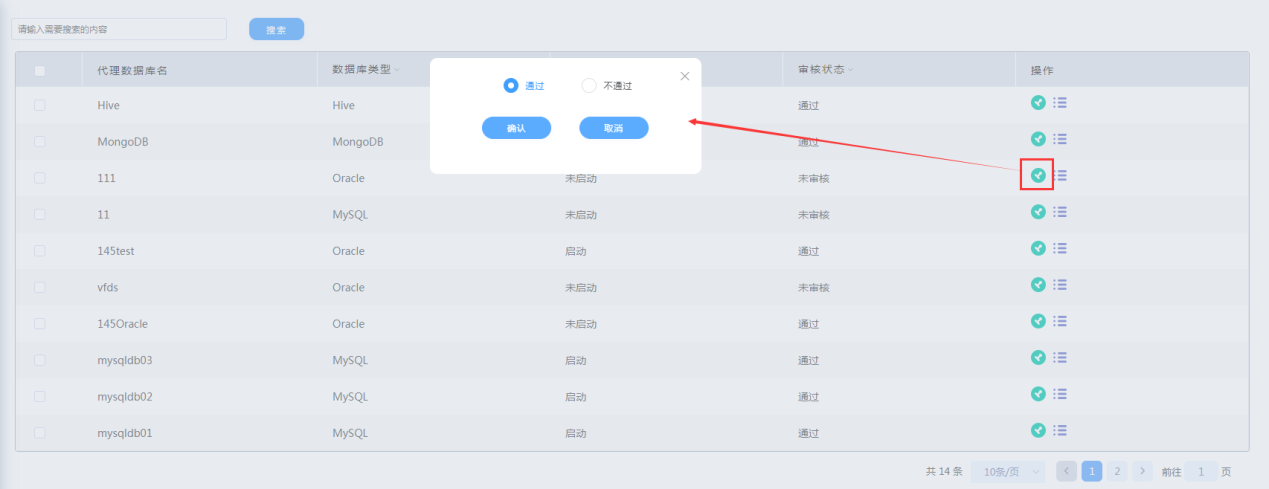 请输入需要搜索的内容 搜索
代理数据库名 数据库类型 审核状态 操作
通过 不通过
确认 取消
Hive Hive 通过
MongoDB MongoDB 通过
111 Oracle 未启动 未审核
11 MySQL 未启动 未审核
145test Oracle 启动 通过
vfds Oracle 未启动 未审核
145Oracle Oracle 未启动 通过
mysqldb03 MySQL 启动 通过
mysqldb02 MySQL 启动 通过
mysqldb01 MySQL 启动 通过
共 14 条 10条/页 1 2 前往 1 页